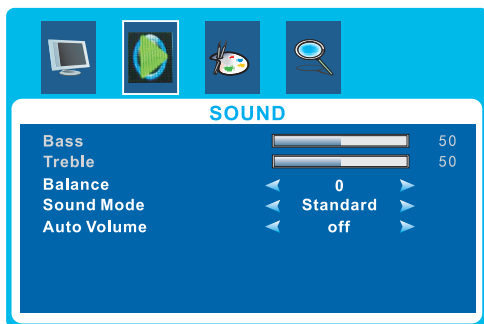 SOUND
Bass 50
Treble 50
Balance 0
Sound Mode Standard
Auto Volume off